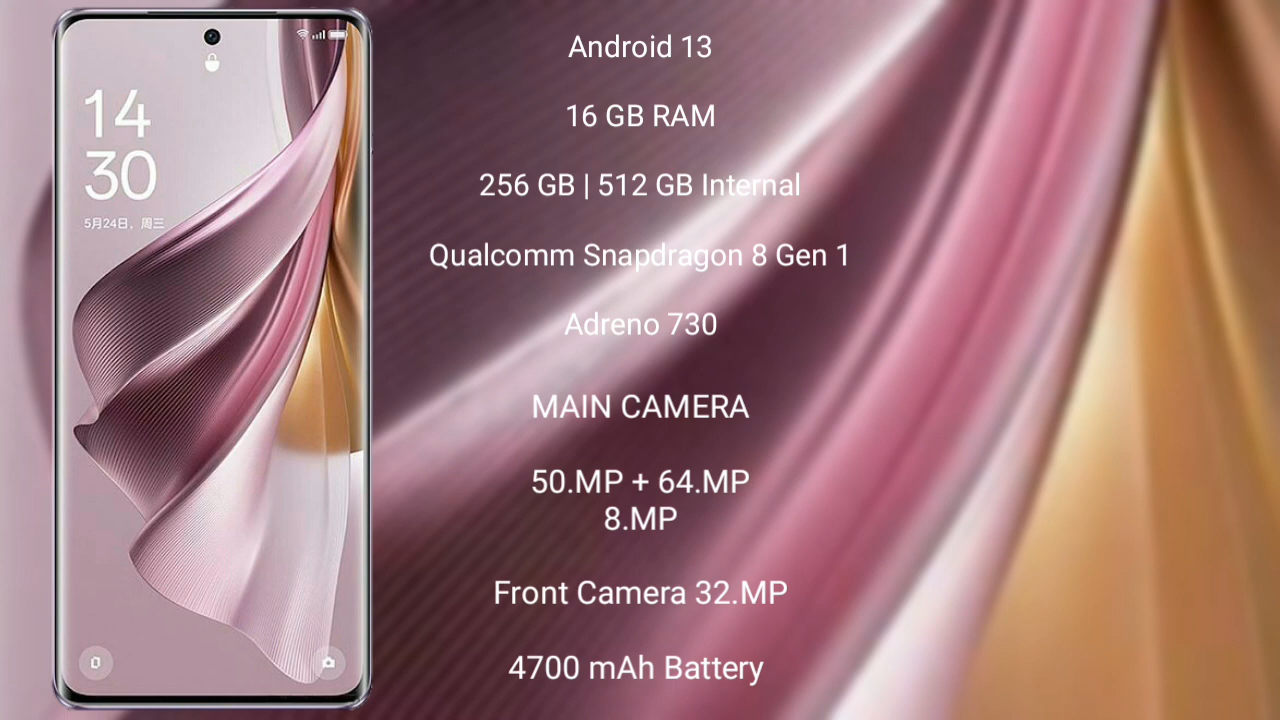 14
30
5月24日，周三
Android 13
16 GB RAM
256 GB | 512 GB Internal
Qualcomm Snapdragon 8 Gen 1
Adreno 730
MAIN CAMERA
50.MP + 64.MP
8.MP
Front Camera 32.MP
4700 mAh Battery